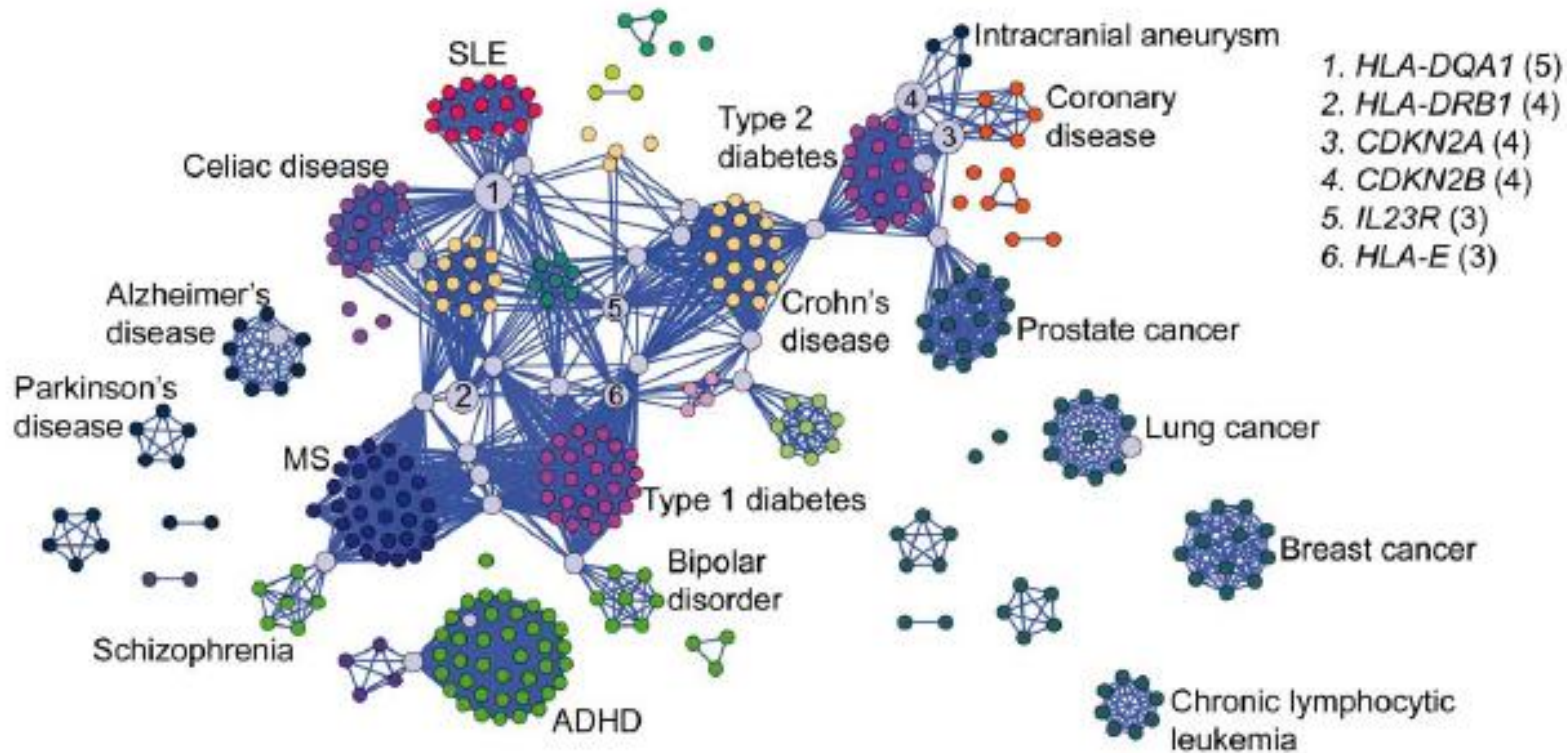 SLE
Intracranial aneurysm
1. HLA-DQA1 (5)
2. HLA-DRB1 (4)
3. CDKN2A (4)
4. CDKN2B (4)
5. IL23R (3)
6. HLA-E (3)
4
3
Coronary
disease
Type 2
diabetes
Celiac disease
1
Alzheimer's
disease
5
Crohn's
disease
Prostate cancer
Parkinson's
disease
2
6
Lung cancer
MS
Type 1 diabetes
Breast cancer
Bipolar
disorder
Schizophrenia
ADHD
Chronic lymphocytic
leukemia